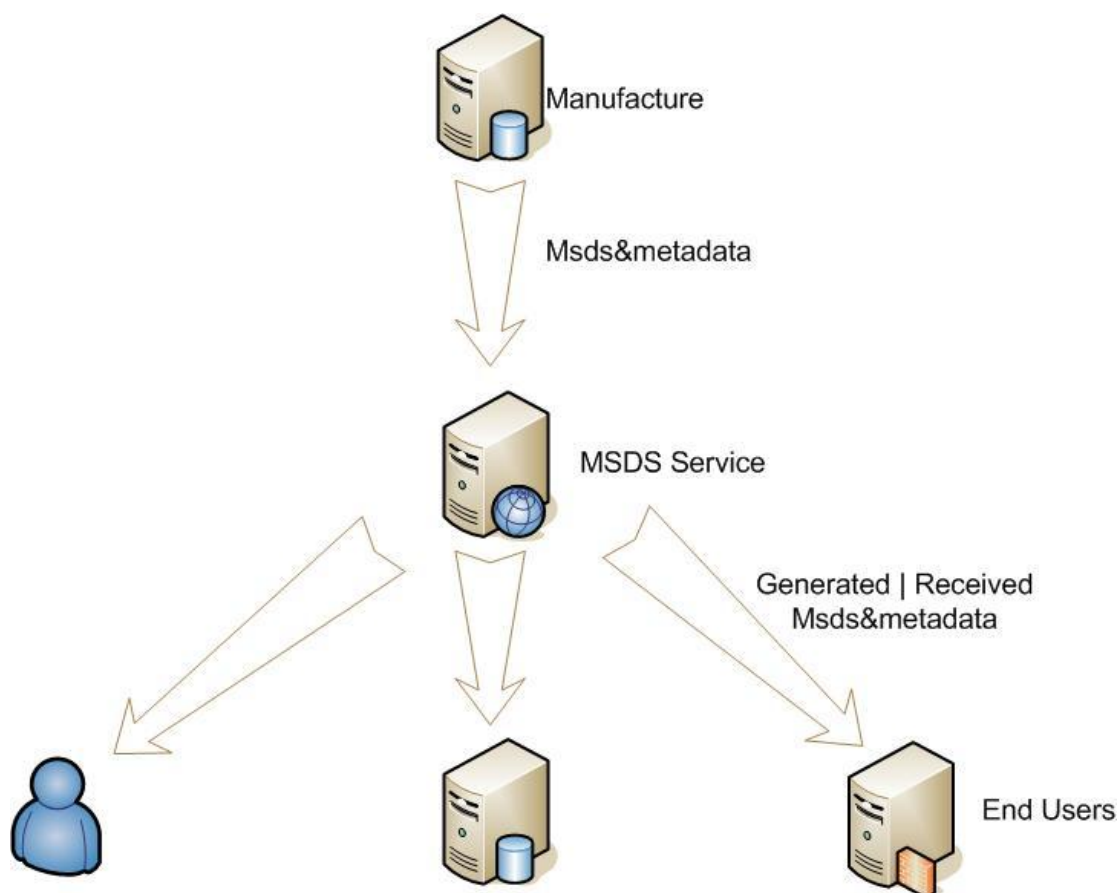 Manufacture
Msds&metadata
MSDS Service
Generated | Received
Msds&metadata
End Users